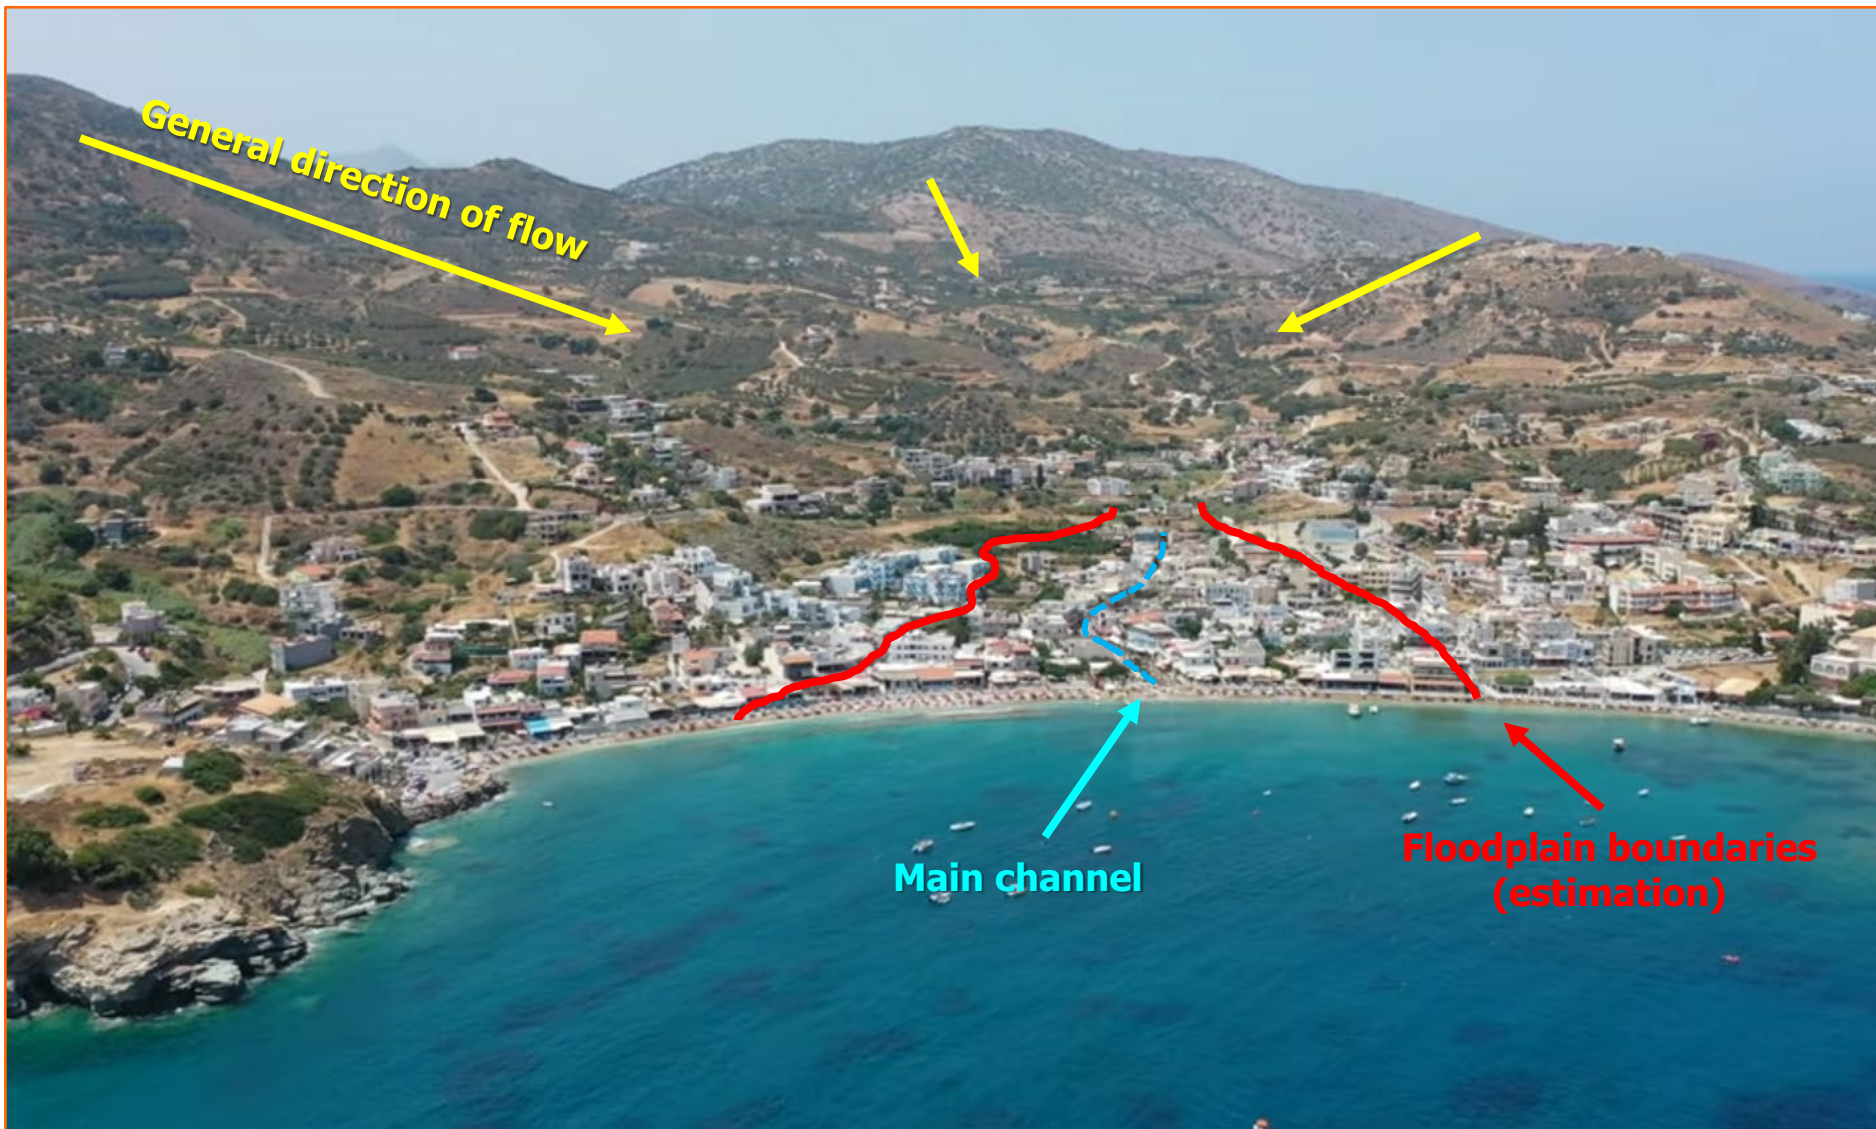 General direction of flow
Main channel
Floodplain boundaries
(estimation)